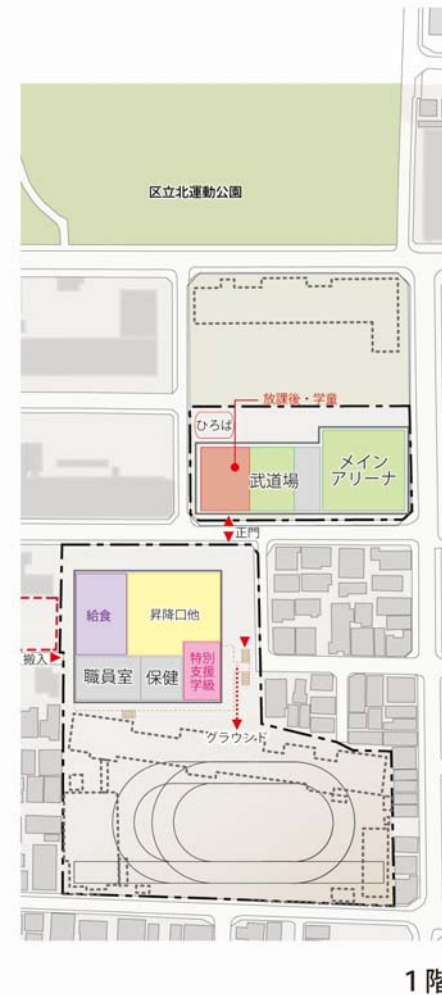 区立北運動公園
放課後・学童
ひろば
武道場
メイン
アリーナ
正門
給食
昇降口他
搬入
職員室
保健
特別
支援
学級
グラウンド
1階